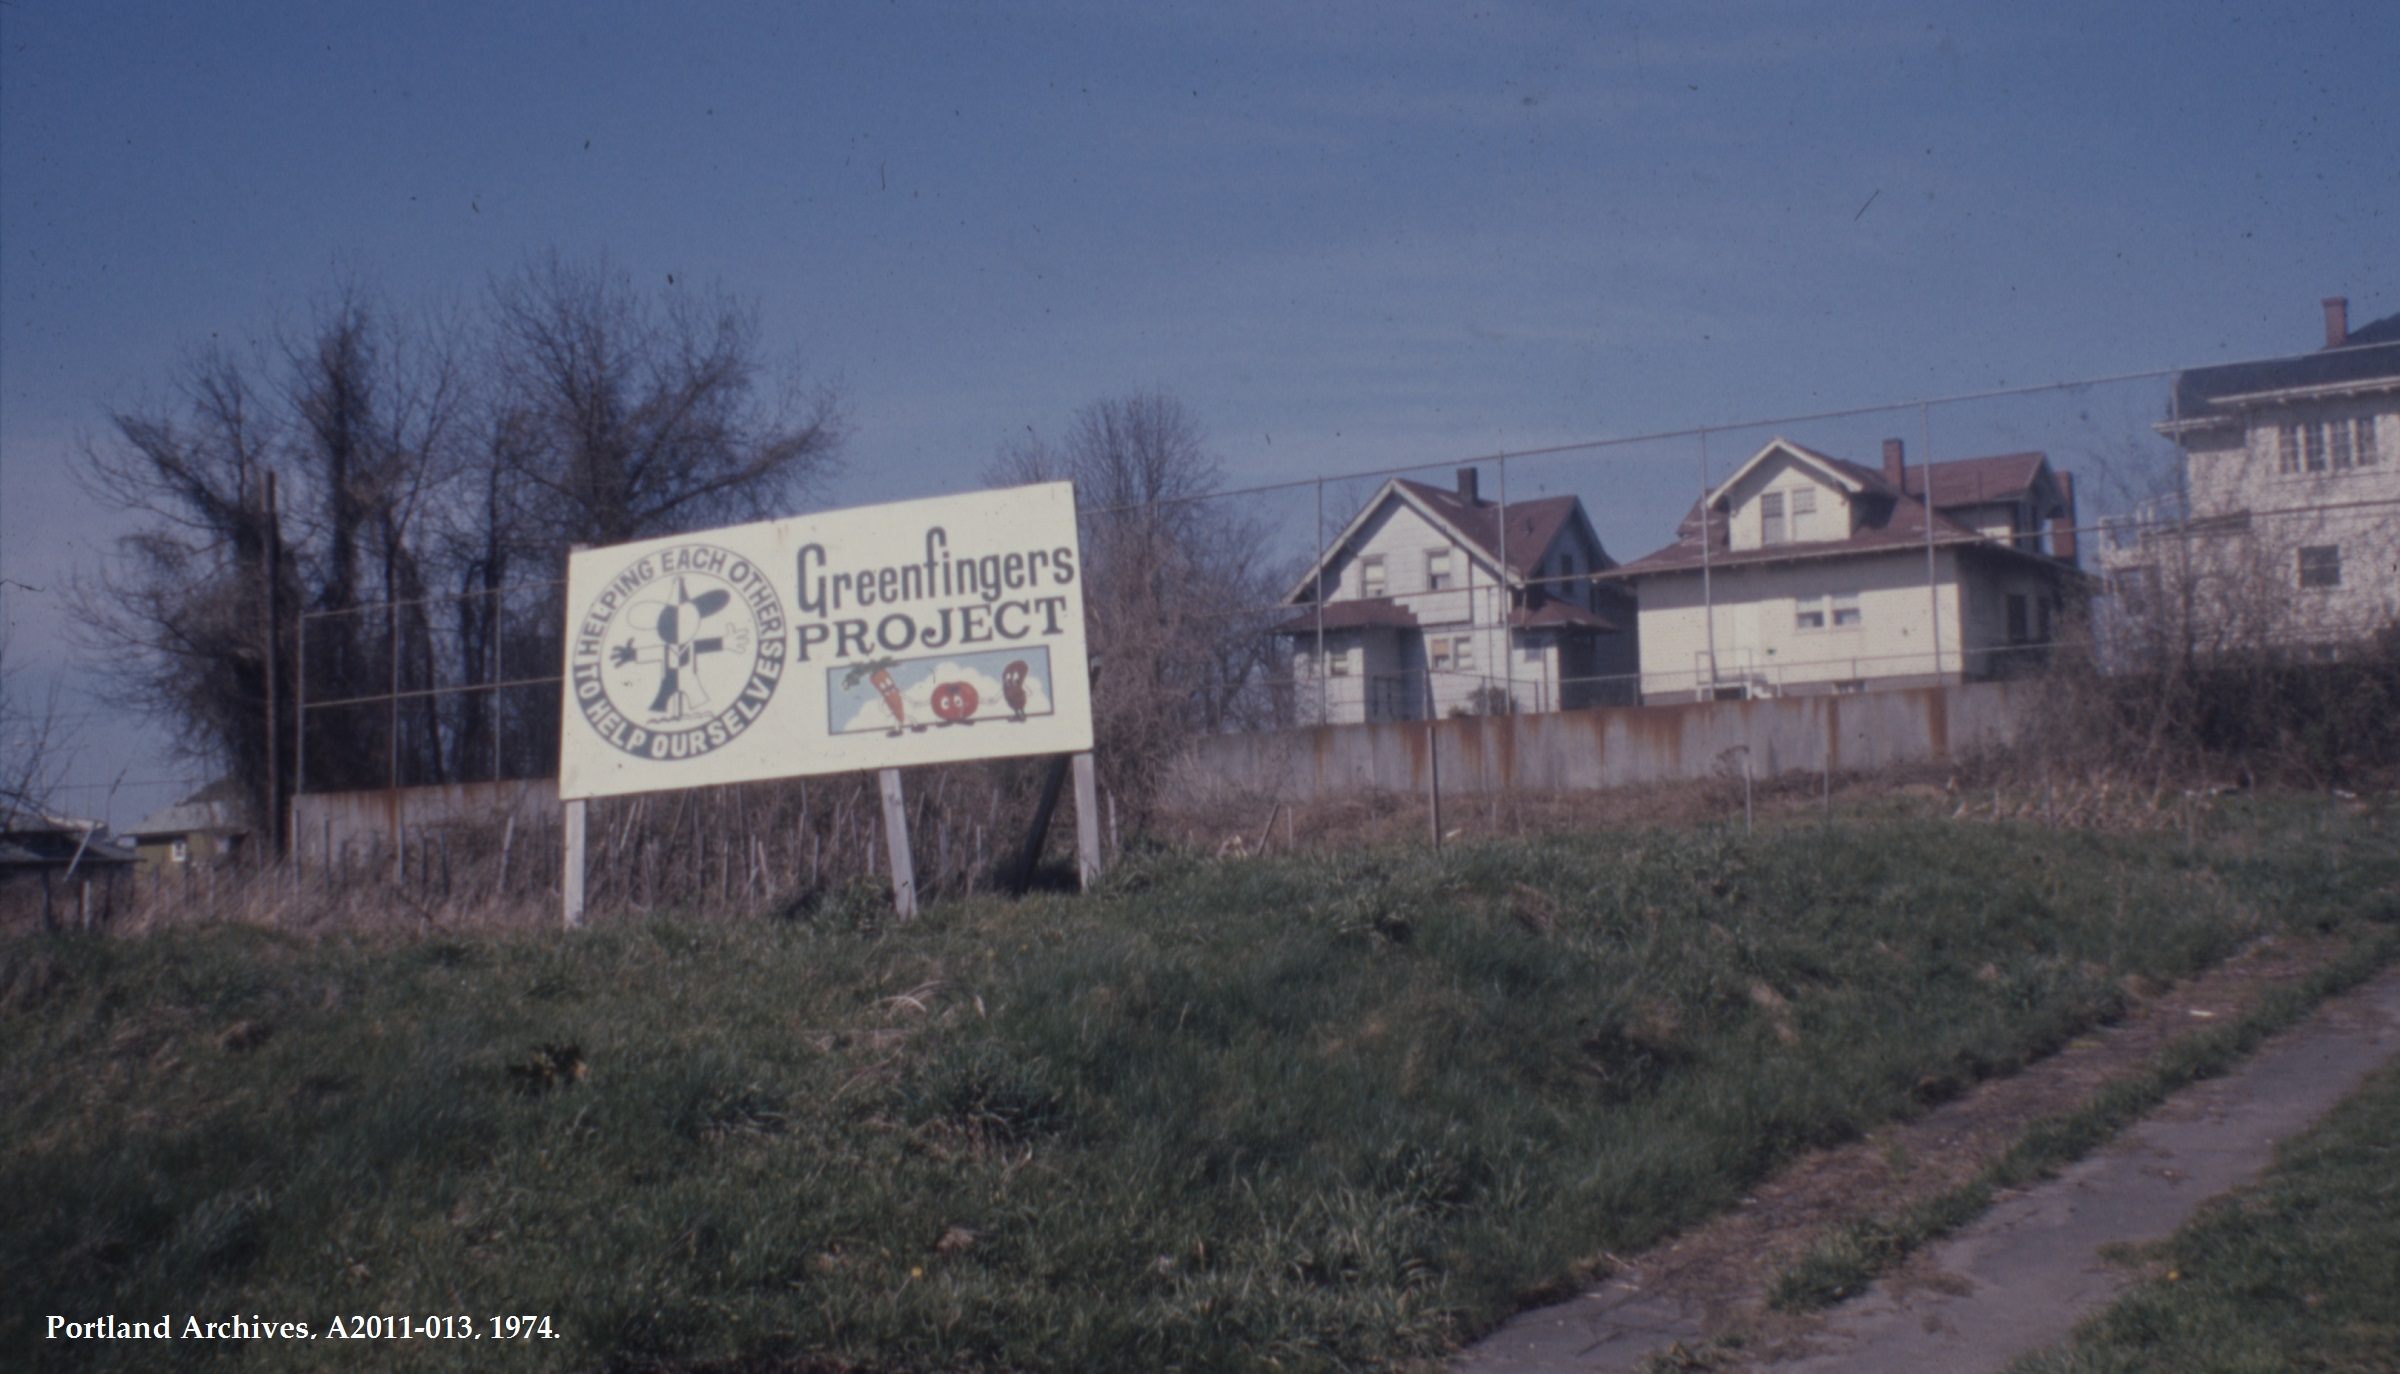 HELPING EACH OTHER
TO HELP OURSELVES
Greenfingers
PROJECT
Portland Archives, A2011-013, 1974.